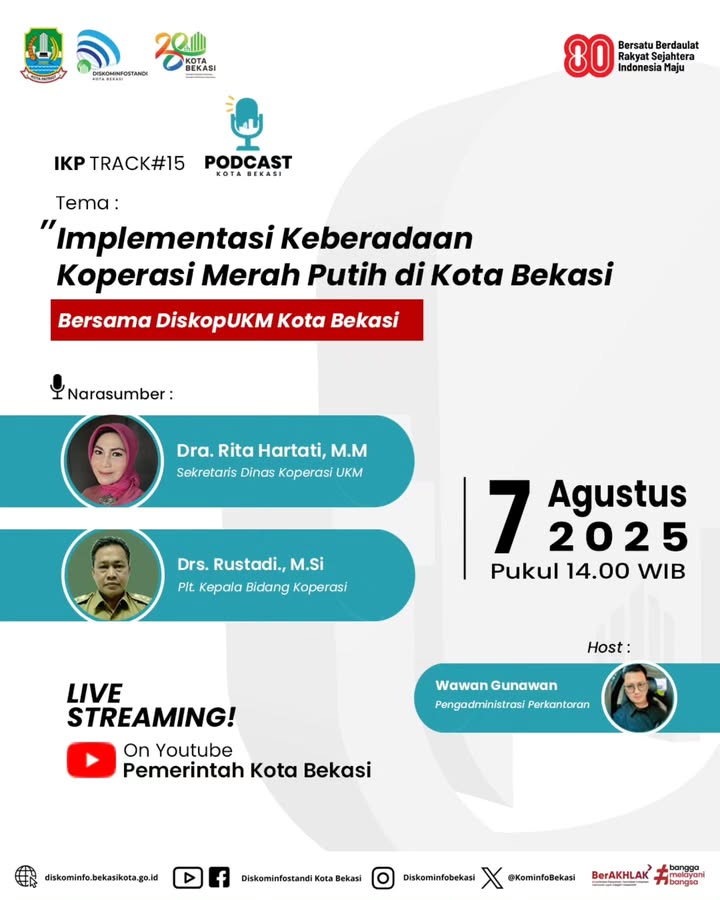 KOTA PATRIOT
DISKOMINFOSTANDI
KOTA BEKASI
28
KOTA
BEKASI
80
Bersatu Berdaulat
Rakyat Sejahtera
Indonesia Maju
IKP TRACK#15
PODCAST
KOTA BEKASI
Tema :
"Implementasi Keberadaan
Koperasi Merah Putih di Kota Bekasi
Bersama DiskopUKM Kota Bekasi
Narasumber :
Dra. Rita Hartati, M.M
Sekretaris Dinas Koperasi UKM
Drs. Rustadi., M.Si
Plt. Kepala Bidang Koperasi
7 Agustus
2025
Pukul 14.00 WIB
Host :
Wawan Gunawan
Pengadministrasi Perkantoran
LIVE
STREAMING!
On Youtube
Pemerintah Kota Bekasi
diskominfo.bekasikota.go.id
Diskominfostandi Kota Bekasi
Diskominfobekasi
@KominfoBekasi
BerAKHLAK
#bangga
melayani
bangsa